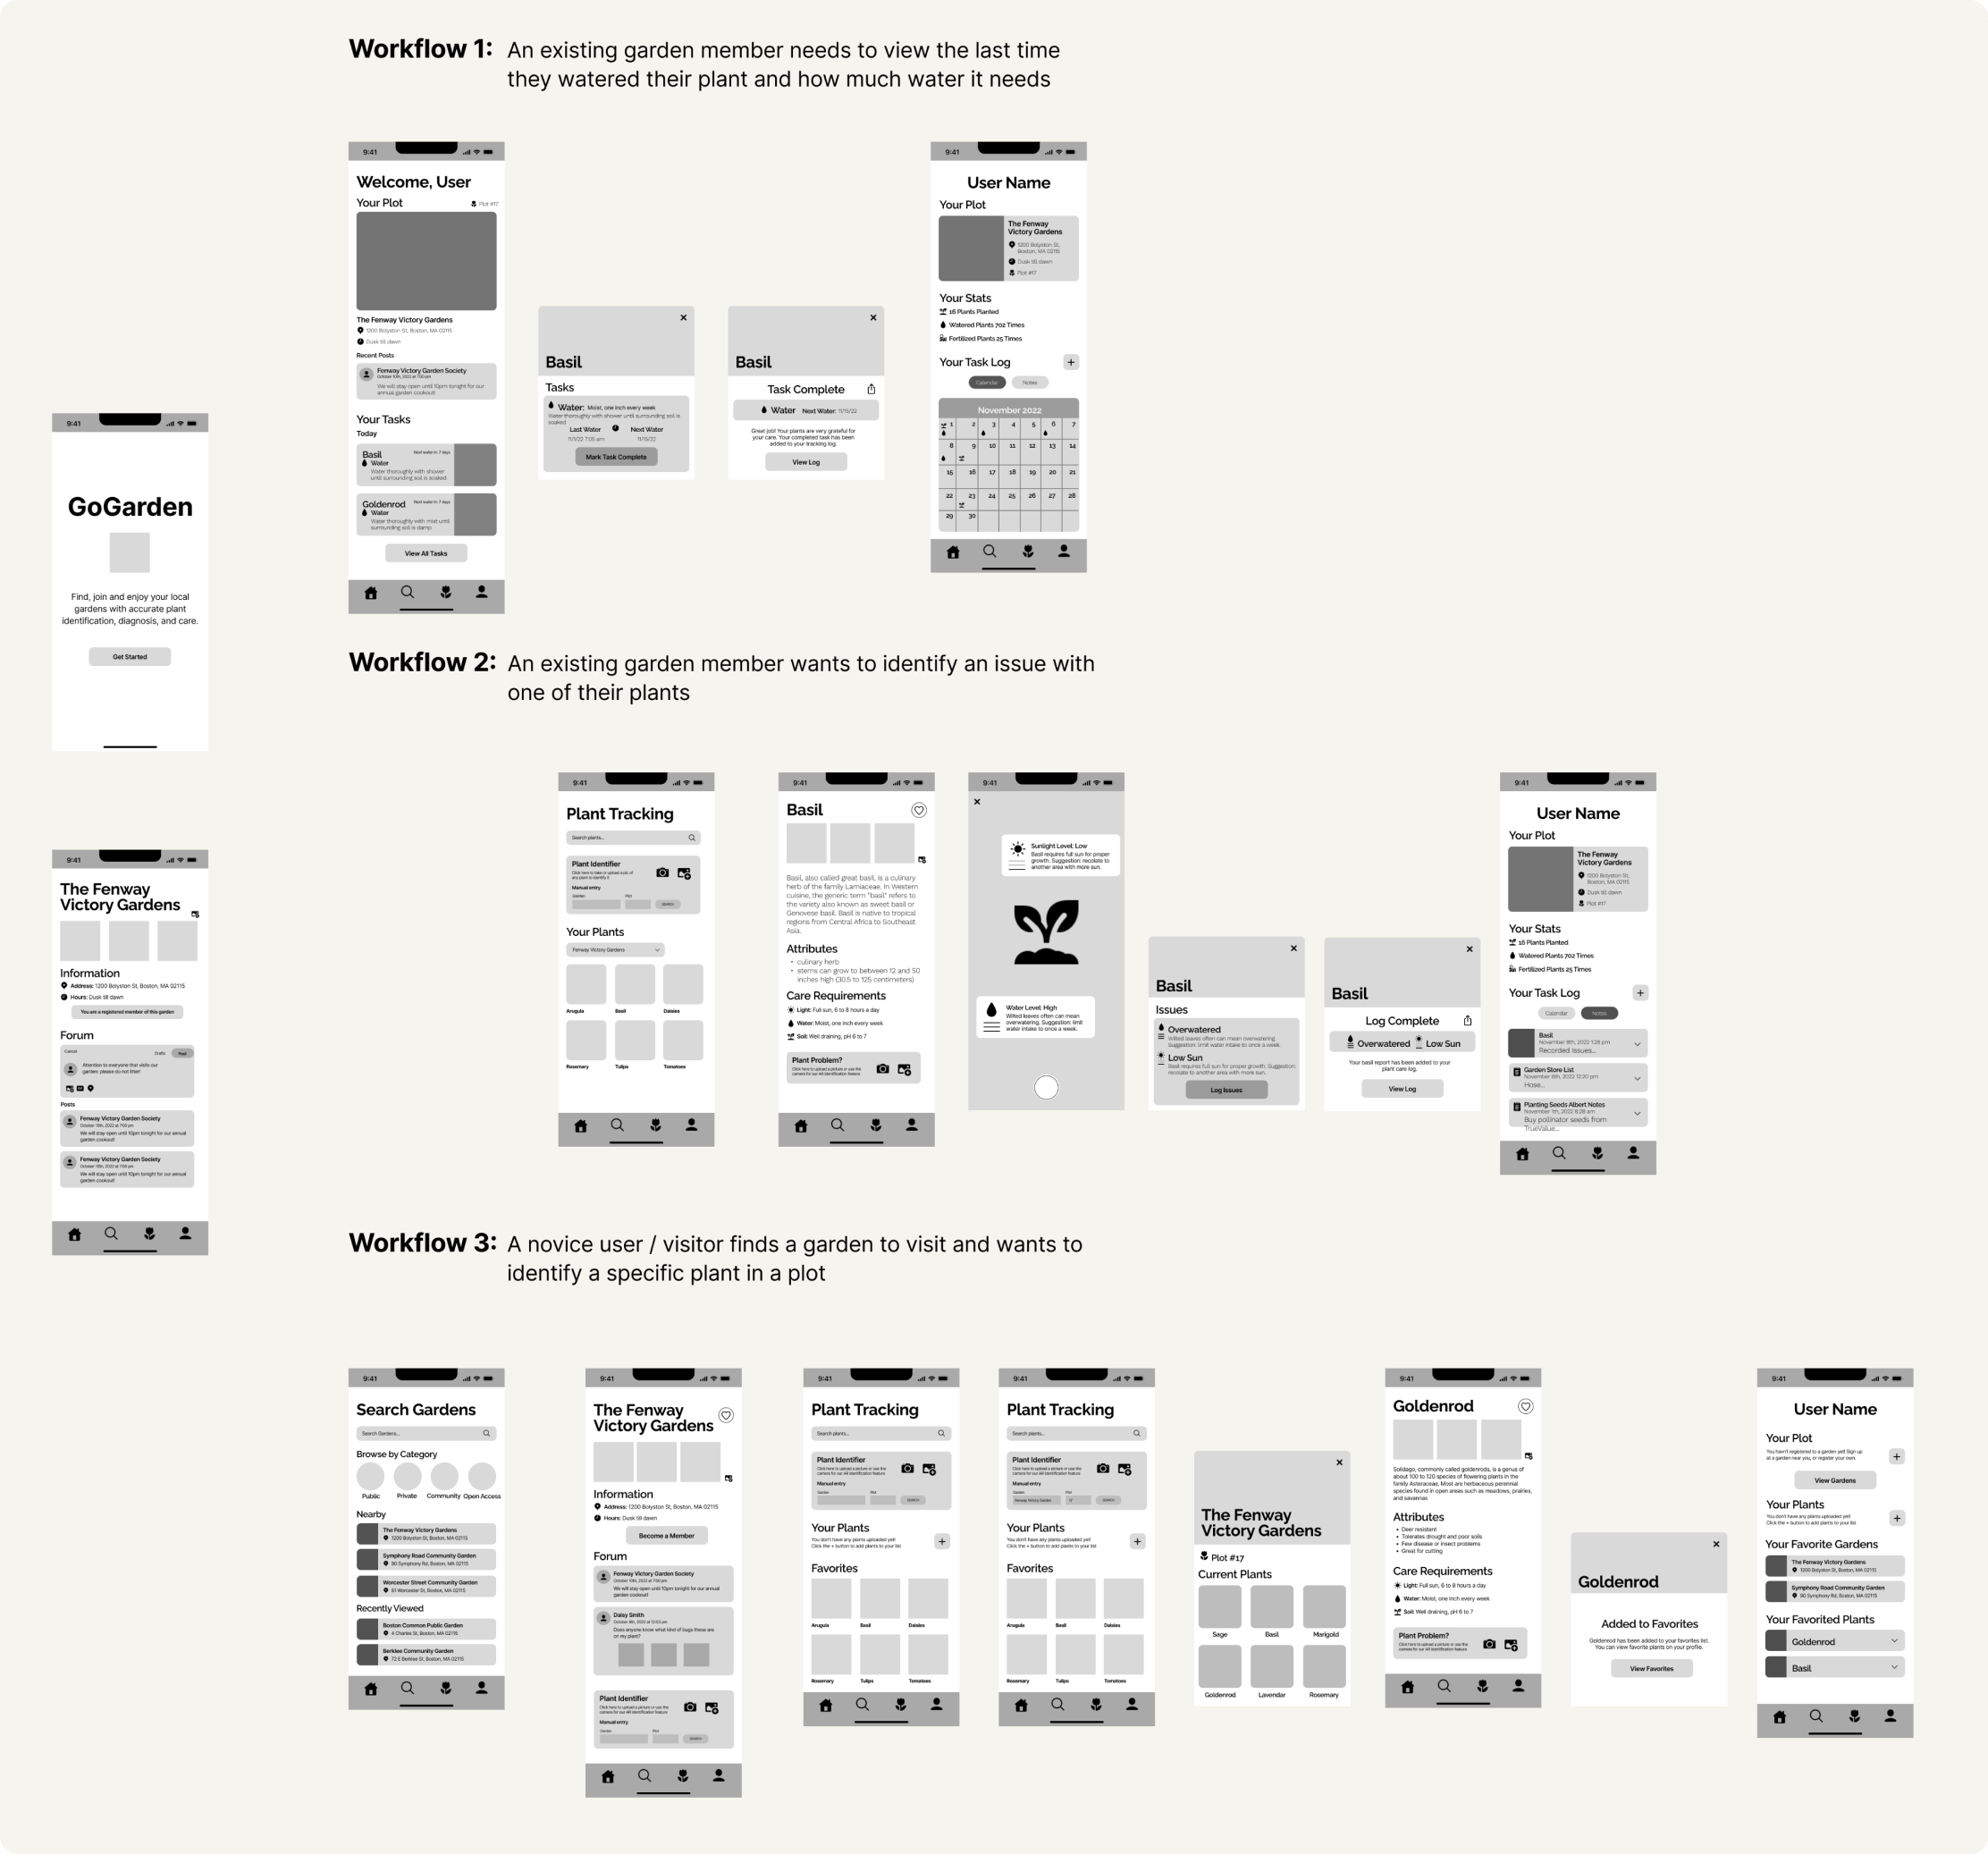 Workflow 1: An existing garden member needs to view the last time
they watered their plant and how much water it needs
9:41
Welcome, User
Your Plot
Plot #17
The Fenway Victory Gardens
1200 Bolyston St, Boston, MA 02115
Dusk till dawn
Recent Posts
Fenway Victory Garden Society
October 10th, 2022 at 7:00 pm
We will stay open until 10pm tonight for our
annual garden cookout!
Your Tasks
Today
Basil
Next water in 7 days
Water
Water thoroughly with shower
until surrounding soil is soaked
Goldenrod
Next water in 7 days
Water
Water thoroughly with mist until
surrounding soil is damp
View All Tasks
Basil
Tasks
Water: Moist, one inch every week
Water thoroughly with shower until surrounding soil is
soaked
Last Water
Next Water
11/1/22 7:05 am
11/15/22
Mark Task Complete
Basil
Task Complete
Water Next Water: 11/15/22
Great job! Your plants are very grateful for
your care. Your completed task has been
added to your tracking log.
View Log
9:41
User Name
Your Plot
The Fenway
Victory Gardens
1200 Bolyston St,
Boston, MA 02115
Dusk till dawn
Plot #17
Your Stats
16 Plants Planted
Watered Plants 702 Times
Fertilized Plants 25 Times
Your Task Log
+
Calendar
Notes
November 2022
1 2 3 4 5 6 7
8 9 10 11 12 13 14
15 16 17 18 19 20 21
22 23 24 25 26 27 28
29 30
9:41
GoGarden
Find, join and enjoy your local
gardens with accurate plant
identification, diagnosis, and care.
Get Started
Workflow 2: An existing garden member wants to identify an issue with
one of their plants
9:41
The Fenway
Victory Gardens
Information
Address: 1200 Bolyston St, Boston, MA 02115
Hours: Dusk till dawn
You are a registered member of this garden
Forum
Cancel
Drafts
Post
Attention to everyone that visits our
garden: please do not litter!
Posts
Fenway Victory Garden Society
October 10th, 2022 at 7:00 pm
We will stay open until 10pm tonight for our annual
garden cookout!
Fenway Victory Garden Society
October 10th, 2022 at 7:00 pm
We will stay open until 10pm tonight for our annual
garden cookout!
9:41
Plant Tracking
Search plants...
Plant Identifier
Click here to take or upload a pic of
any plant to identify it
Manual entry
Garden
Plot
SEARCH
Your Plants
Fenway Victory Gardens
Arugula
Basil
Daisies
Rosemary
Tulips
Tomatoes
9:41
Basil
Basil, also called great basil, is a culinary
herb of the family Lamiaceae. In Western
cuisine, the generic term "basil" refers to
the variety also known as sweet basil or
Genovese basil. Basil is native to tropical
regions from Central Africa to Southeast
Asia.
Attributes
• culinary herb
• stems can grow to between 12 and 50
inches high (30.5 to 125 centimeters)
Care Requirements
Light: Full sun, 6 to 8 hours a day
Water: Moist, one inch every week
Soil: Well draining, pH 6 to 7
Plant Problem?
Click here to upload a picture or use the
camera for our AR identification feature
9:41
Sunlight Level: Low
Basil requires full sun for proper
growth. Suggestion: recolate to
another area with more sun.
Water Level: High
Wilted leaves often can mean
overwatering. Suggestion: limit
water intake to once a week.
Basil
Issues
Overwatered
Wilted leaves often can mean overwatering.
Suggestion: limit water intake to once a week.
Low Sun
Basil requires full sun for proper growth. Suggestion:
recolate to another area with more sun.
Log Issues
Basil
Log Complete
Overwatered
Low Sun
Your basil report has been added to your
plant care log.
View Log
9:41
User Name
Your Plot
The Fenway
Victory Gardens
1200 Bolyston St,
Boston, MA 02115
Dusk till dawn
Plot #17
Your Stats
16 Plants Planted
Watered Plants 702 Times
Fertilized Plants 25 Times
Your Task Log
+
Calendar
Notes
Basil
November 8th, 2022 1:28 pm
Recorded Issues...
Garden Store List
November 6th, 2022 12:20 pm
Hose...
Planting Seeds Albert Notes
November 1th, 2022 8:28 am
Buy pollinator seeds from
TrueValue...
Workflow 3: A novice user / visitor finds a garden to visit and wants to
identify a specific plant in a plot
9:41
Search Gardens
Search Gardens...
Browse by Category
Public
Private
Community
Open Access
Nearby
The Fenway Victory Gardens
1200 Bolyston St, Boston, MA 02115
Symphony Road Community Garden
90 Symphony Rd, Boston, MA 02115
Worcester Street Community Garden
61 Worcester St, Boston, MA 02115
Recently Viewed
Boston Common Public Garden
4 Charles St, Boston, MA 02115
Berklee Community Garden
72 E Berklee St, Boston, MA 02115
9:41
The Fenway
Victory Gardens
Information
Address: 1200 Bolyston St, Boston, MA 02115
Hours: Dusk till dawn
Become a Member
Forum
Fenway Victory Garden Society
October 10th, 2022 at 7:00 pm
We will stay open until 10pm tonight for our annual
garden cookout!
Daisy Smith
Does anyone know what kind of bugs these are
on my plant?
Plant Identifier
Click here to upload a picture or use the
camera for our AR identification feature
Manual entry
Garden
Plot
SEARCH
9:41
Plant Tracking
Search plants...
Plant Identifier
Click here to upload a picture or use the
camera for our AR identification feature
Manual entry
Garden
Plot
SEARCH
Your Plants
You don't have any plants uploaded yet!
Click the + button to add plants to your list
+
Favorites
Arugula
Basil
Daisies
Rosemary
Tulips
Tomatoes
9:41
Plant Tracking
Search plants...
Plant Identifier
Click here to upload a picture or use the
camera for our AR identification feature
Manual entry
Garden
Plot
Fenway Victory Garden
17
SEARCH
Your Plants
You don't have any plants uploaded yet!
Click the + button to add plants to your list
+
Favorites
Arugula
Basil
Daisies
Rosemary
Tulips
Tomatoes
The Fenway
Victory Gardens
Plot #17
Current Plants
Sage
Basil
Marigold
Goldenrod
Lavendar
Rosemary
9:41
Goldenrod
Solidago, commonly called goldenrods, is a genus of
about 100 to 120 species of flowering plants in the
family Asteraceae. Most are herbaceous perennial
species found in open areas such as meadows, prairies,
and savannas
Attributes
• Deer resistant
• Tolerates drought and poor soils
• Few disease or insect problems
• Great for cutting
Care Requirements
Light: Full sun, 6 to 8 hours a day
Water: Moist, one inch every week
Soil: Well draining, pH 6 to 7
Plant Problem?
Click here to upload a picture or use the
camera for our AR identification feature
Goldenrod
Added to Favorites
Goldenrod has been added to your favorites list.
You can view favorite plants on your profile.
View Favorites
9:41
User Name
Your Plot
You havn't registered to a garden yet! Sign up
at a garden near you, or register your own.
+
View Gardens
Your Plants
You don't have any plants uploaded yet!
Click the + button to add plants to your list
+
Your Favorite Gardens
The Fenway Victory Gardens
1200 Bolyston St, Boston, MA 02115
Symphony Road Community Garden
90 Symphony Rd, Boston, MA 02115
Your Favorited Plants
Goldenrod
Basil